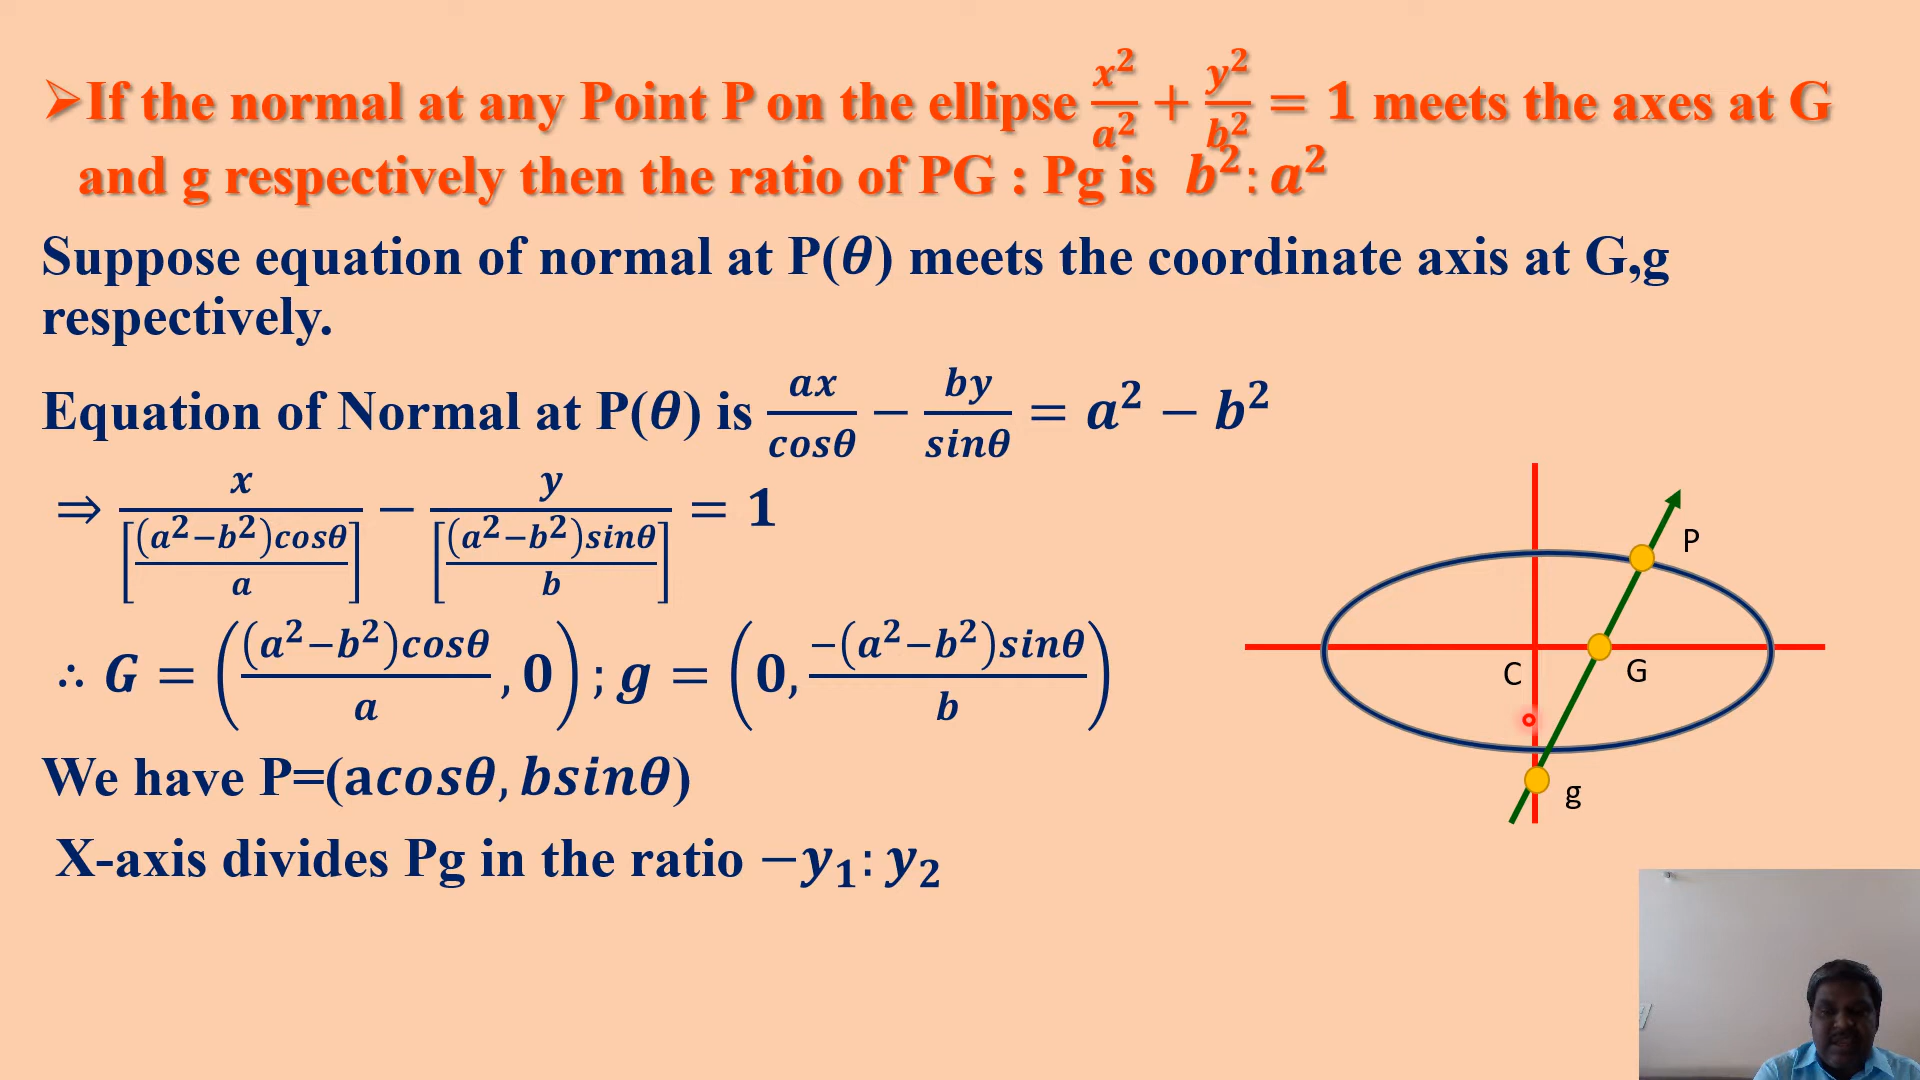 ➢If the normal at any Point P on the ellipse x²/a² + y²/b² = 1 meets the axes at G
and g respectively then the ratio of PG : Pg is b²: a²
Suppose equation of normal at P(θ) meets the coordinate axis at G,g
respectively.
Equation of Normal at P(θ) is ax/cosθ − by/sinθ = a² − b²
⇒ x/[(a²−b²)cosθ/a] − y/[(a²−b²)sinθ/b] = 1
∴ G = ((a²−b²)cosθ/a , 0) ; g = (0, −(a²−b²)sinθ/b)
We have P=(acosθ, bsinθ)
X-axis divides Pg in the ratio −y₁: y₂
P
C
G
g